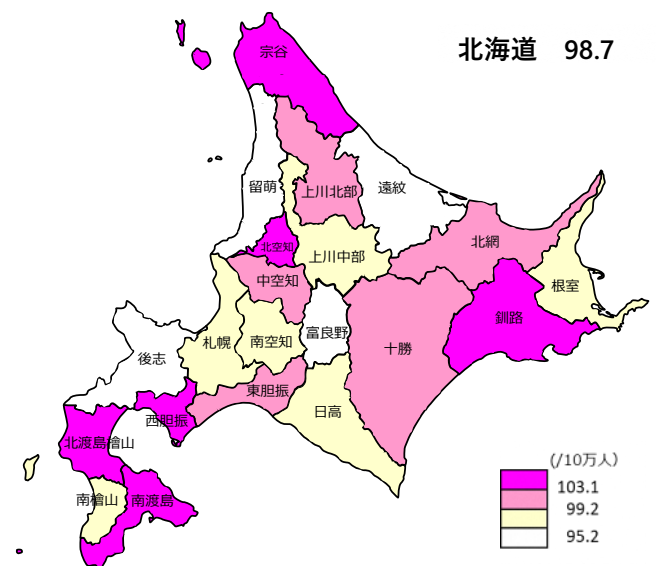 北海道 98.7
宗谷
留萌
上川北部
遠紋
北空知
上川中部
北網
中空知
根室
札幌
南空知
富良野
釧路
後志
十勝
東胆振
西胆振
日高
北渡島檜山
南檜山
南渡島
(/10万人)
103.1
99.2
95.2